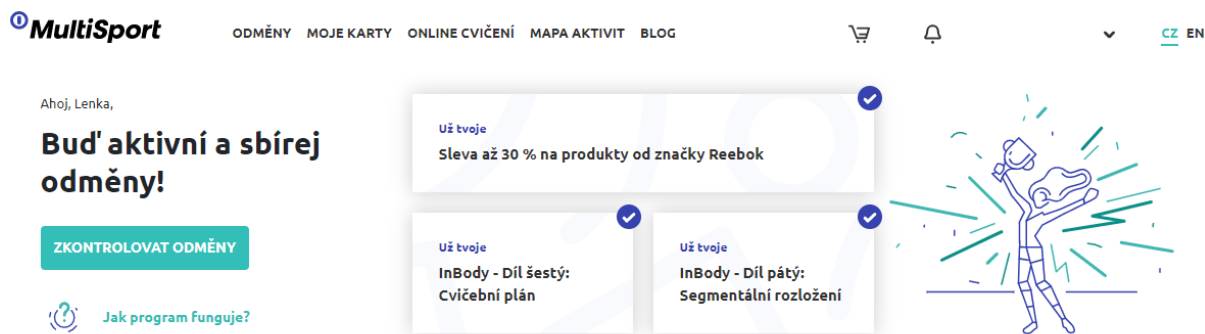 MultiSport
ODMĚNY MOJE KARTY ONLINE CVIČENÍ MAPA AKTIVIT BLOG
CZ EN
Ahoj, Lenka,
Buď aktivní a sbírej
odměny!
ZKONTROLOVAT ODMĚNY
Jak program funguje?
Už tvoje
Sleva až 30 % na produkty od značky Reebok
Už tvoje
InBody - Díl šestý:
Cvičební plán
Už tvoje
InBody - Díl pátý:
Segmentální rozložení